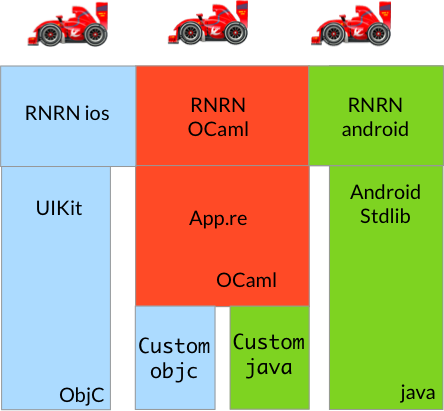 RNRN ios
RNRN
OCaml
RNRN
android
UIKit
App.re
Android
Stdlib
OCaml
Custom
objc
Custom
java
ObjC
java